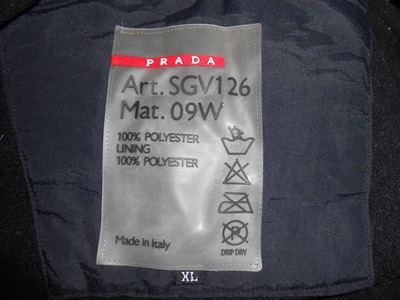 PRADA
Art. SGV126
Mat. 09W
100% POLYESTER
LINING
100% POLYESTER
P
DRIP DRY
Made in Italy
XL